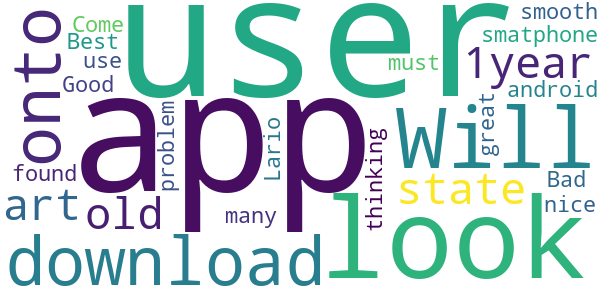 user
app
look
Will
download
onto
1year
state
old
art
Come
Best
use
Good
found
problem
Lario
many
thinking
must
great
smooth
smatphone
android
Bad
nice